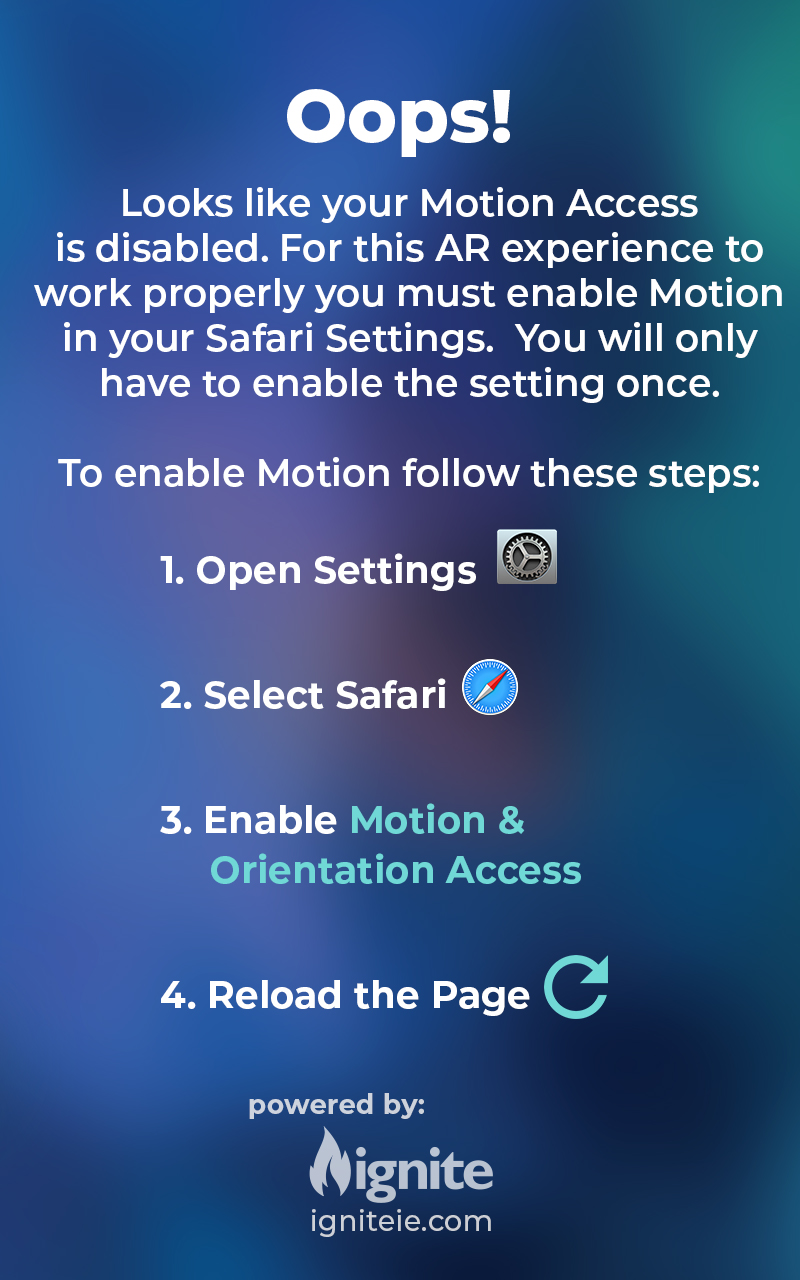 Oops!
Looks like your Motion Access
is disabled. For this AR experience to
work properly you must enable Motion
in your Safari Settings.  You will only
have to enable the setting once.
To enable Motion follow these steps:
1. Open Settings
2. Select Safari
3. Enable Motion &
Orientation Access
4. Reload the Page
powered by:
ignite
igniteie.com